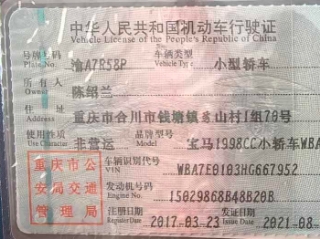 中华人民共和国机动车行驶证
Vehicle License of the People's Republic of China
号牌号码 渝A7R58P 车辆类型 小型轿车
Plate No. Vehicle Type
所有人 陈绍兰
Owner
住址 重庆市合川市钱塘镇 山村1组70号
Address
使用性质 非营运 品牌型号 宝马1998CC小轿车WBA
Use Character Model
重庆市公安局交通管理局
车辆识别代号 WBA7E0103HG667952
VIN
发动机号码 15029868B48B20B
Engine No.
注册日期 2017-03-23 发证日期 2021-08-
Register Date Issue Date